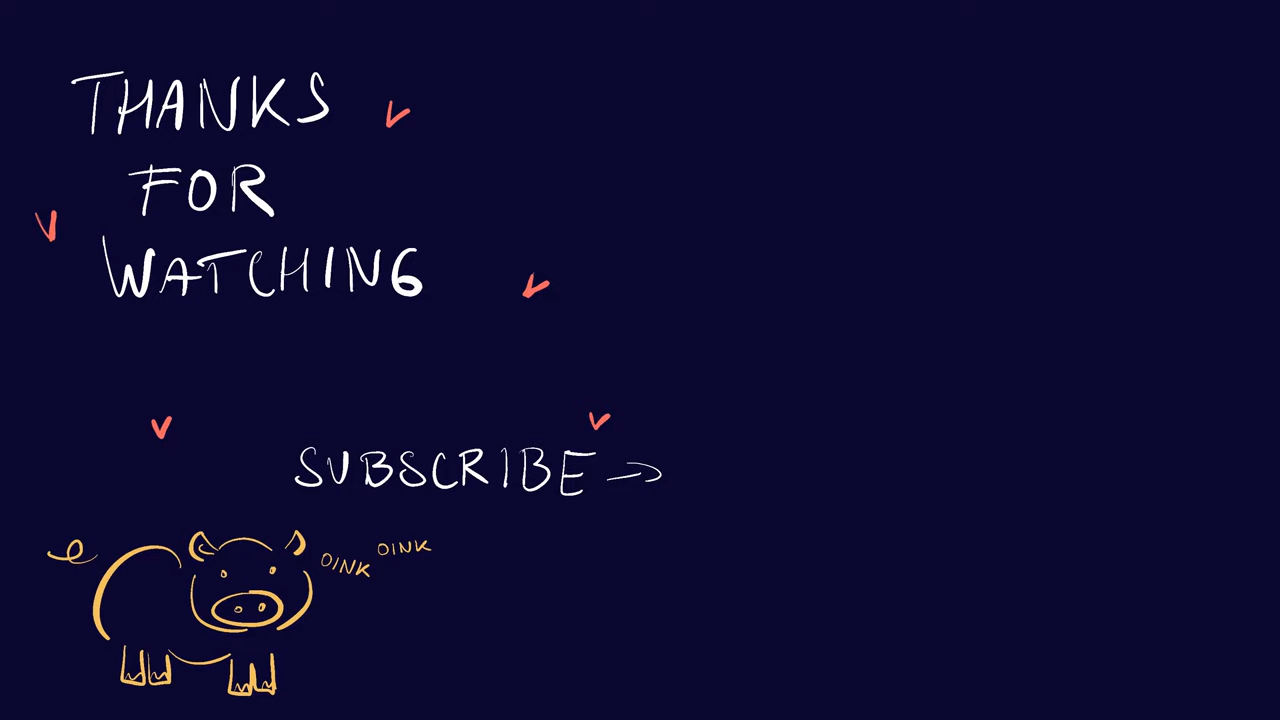 THANKS
FOR
WATCHING
SUBSCRIBE →
OINK OINK